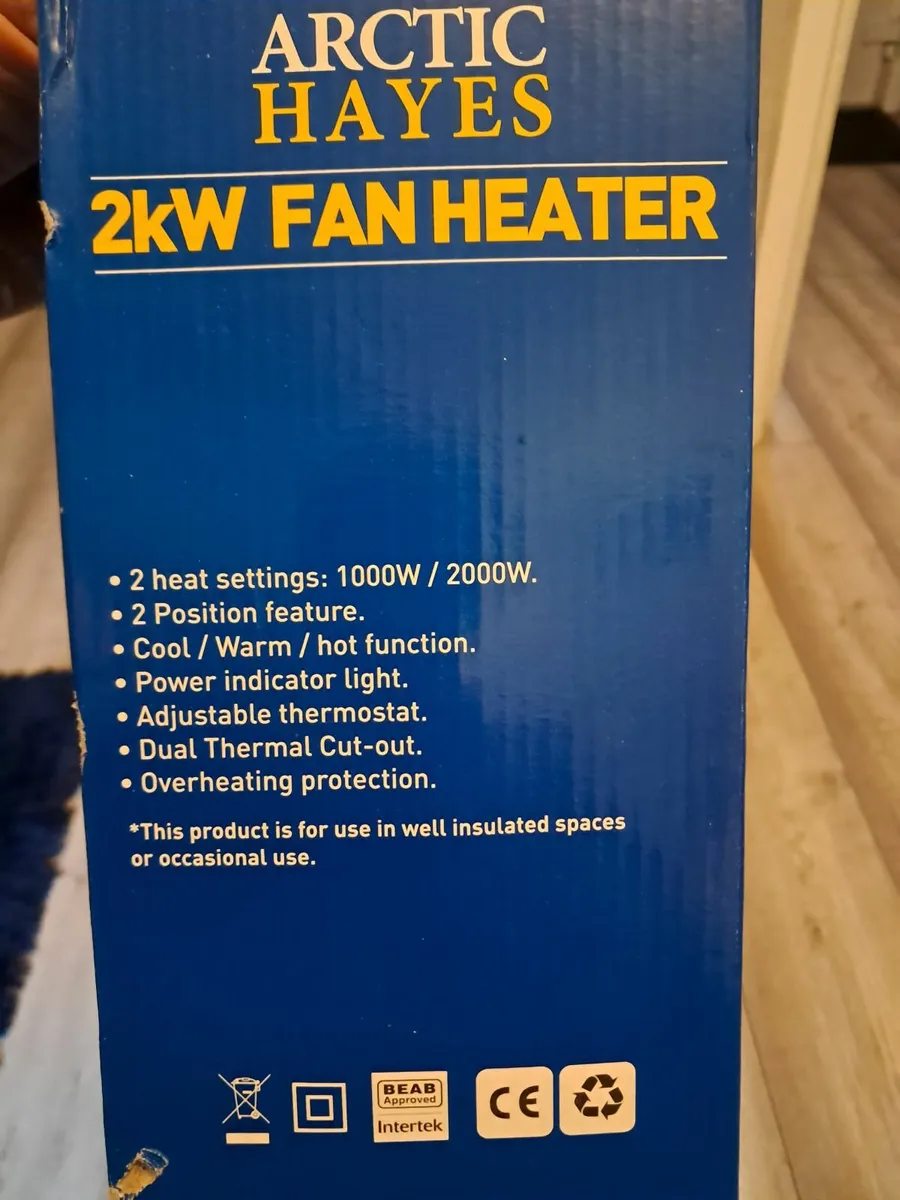 ARCTIC
HAYES
2kW FAN HEATER
• 2 heat settings: 1000W / 2000W.
• 2 Position feature.
• Cool / Warm / hot function.
• Power indicator light.
• Adjustable thermostat.
• Dual Thermal Cut-out.
• Overheating protection.
*This product is for use in well insulated spaces
or occasional use.
BEAB
Approved
Intertek
CE